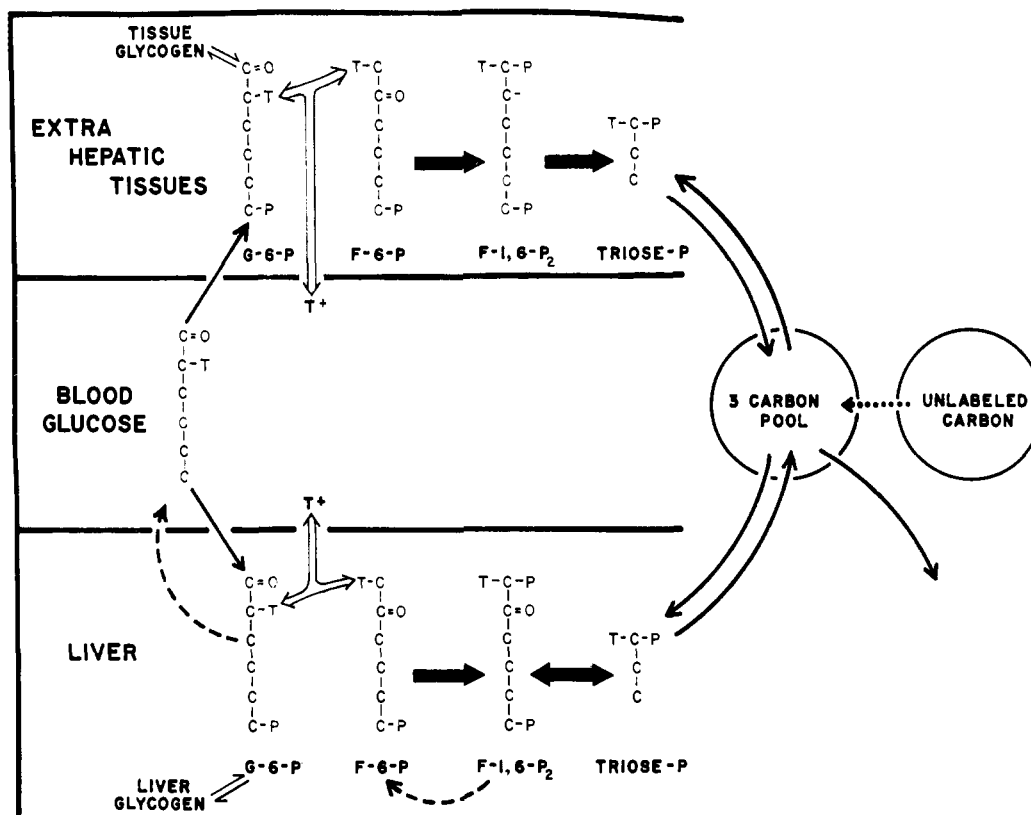 TISSUE
GLYCOGEN
C=O
C-T
C
C
C
C-P
G-6-P
T-C
C=O
C
C
C
C-P
F-6-P
T-C-P
C-
C
C
C
C-P
F-1,6-P₂
T-C-P
C
C
TRIOSE-P
EXTRA
HEPATIC
TISSUES
T+
BLOOD
GLUCOSE
C=O
C-T
C
C
C
C
3 CARBON
POOL
UNLABELED
CARBON
T+
LIVER
C=O
C-T
C
C
C
C-P
G-6-P
T-C
C=O
C
C
C
C-P
F-6-P
T-C-P
C=O
C
C
C
C-P
F-1,6-P₂
T-C-P
C
C
TRIOSE-P
LIVER
GLYCOGEN